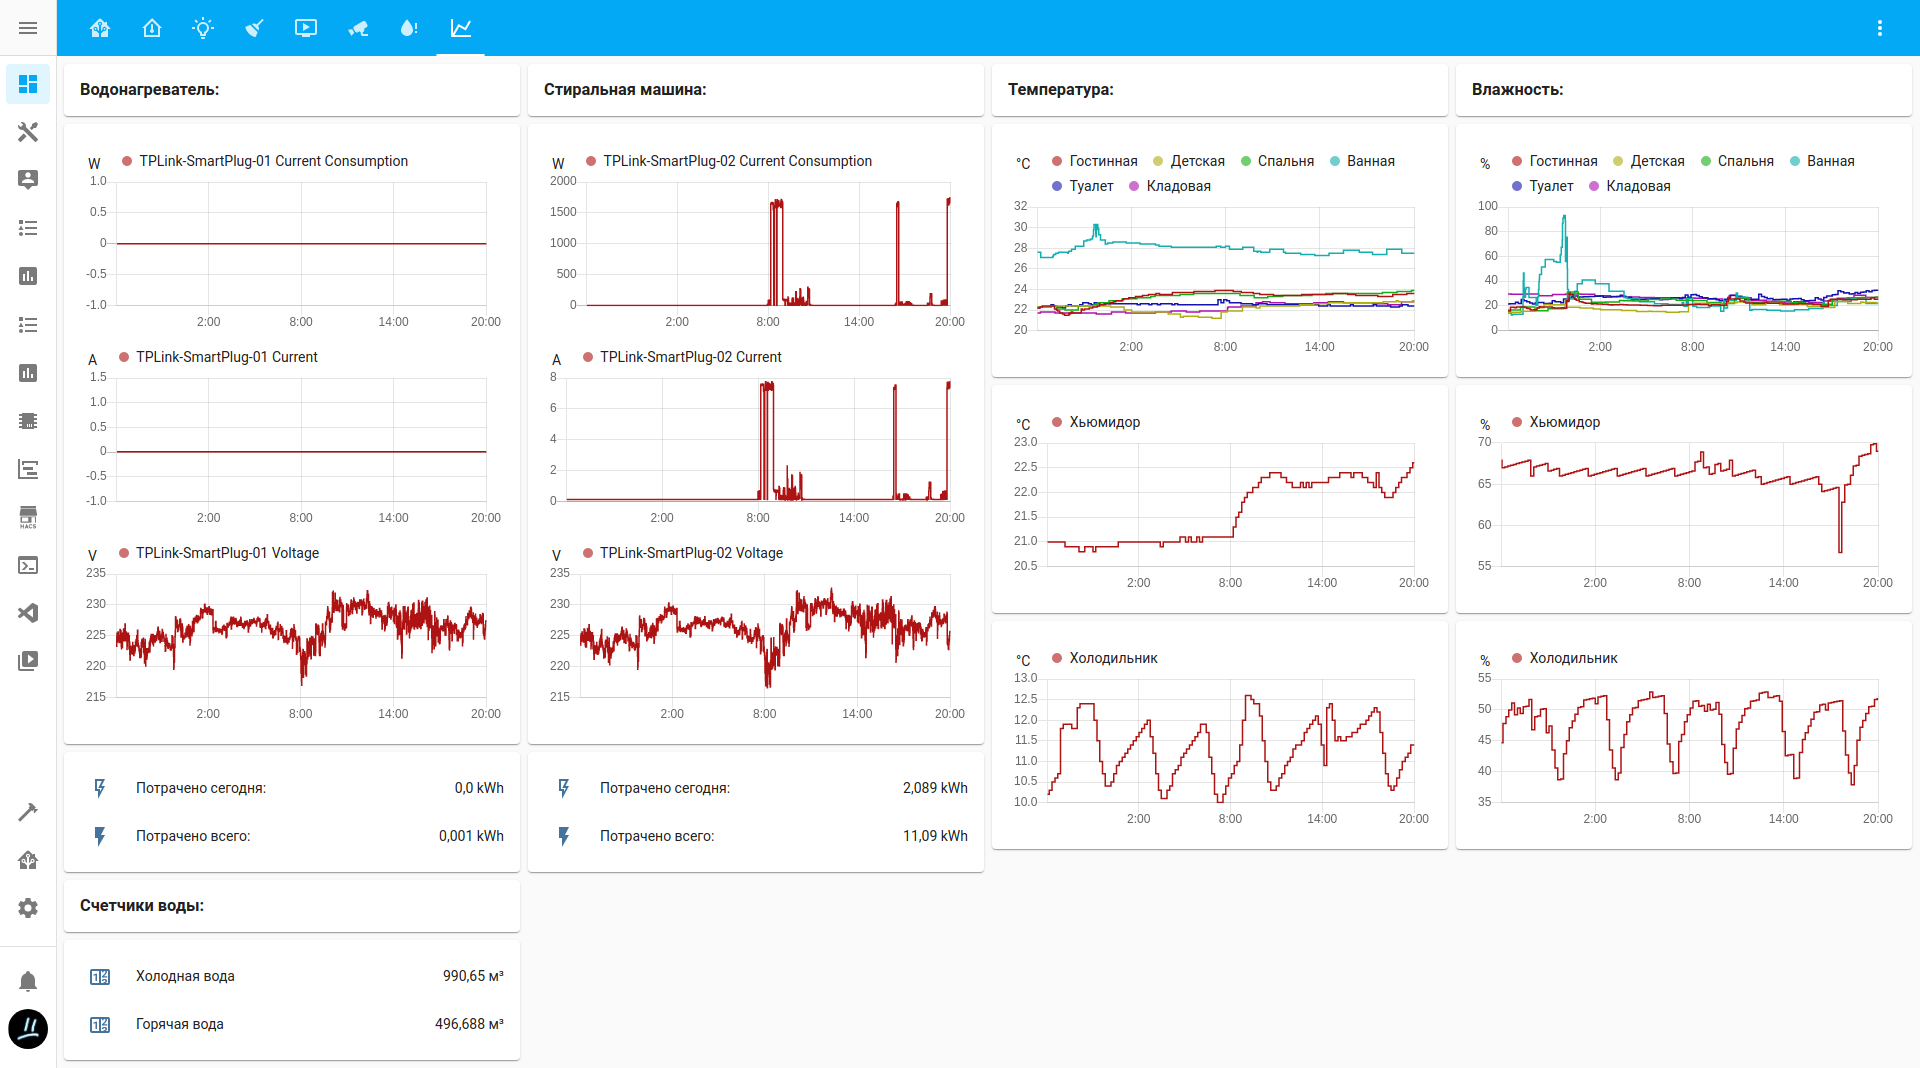 Водонагреватель:
W TPLink-SmartPlug-01 Current Consumption
1.0
0.5
0
-0.5
-1.0
2:00 8:00 14:00 20:00
A TPLink-SmartPlug-01 Current
1.5
1.0
0.5
0
-0.5
-1.0
2:00 8:00 14:00 20:00
V TPLink-SmartPlug-01 Voltage
235
230
225
220
215
2:00 8:00 14:00 20:00
Потрачено сегодня: 0,0 kWh
Потрачено всего: 0,001 kWh
Счетчики воды:
Холодная вода 990,65 м³
Горячая вода 496,688 м³
Стиральная машина:
W TPLink-SmartPlug-02 Current Consumption
2000
1500
1000
500
0
2:00 8:00 14:00 20:00
A TPLink-SmartPlug-02 Current
8
6
4
2
0
2:00 8:00 14:00 20:00
V TPLink-SmartPlug-02 Voltage
235
230
225
220
215
2:00 8:00 14:00 20:00
Потрачено сегодня: 2,089 kWh
Потрачено всего: 11,09 kWh
Температура:
°C Гостинная Детская Спальня Ванная
Туалет Кладовая
32
30
28
26
24
22
20
2:00 8:00 14:00 20:00
°C Хьюмидор
23.0
22.5
22.0
21.5
21.0
20.5
2:00 8:00 14:00 20:00
°C Холодильник
13.0
12.5
12.0
11.5
11.0
10.5
10.0
2:00 8:00 14:00 20:00
Влажность:
% Гостинная Детская Спальня Ванная
Туалет Кладовая
100
80
60
40
20
0
2:00 8:00 14:00 20:00
% Хьюмидор
70
65
60
55
2:00 8:00 14:00 20:00
% Холодильник
55
50
45
40
35
2:00 8:00 14:00 20:00
HACS